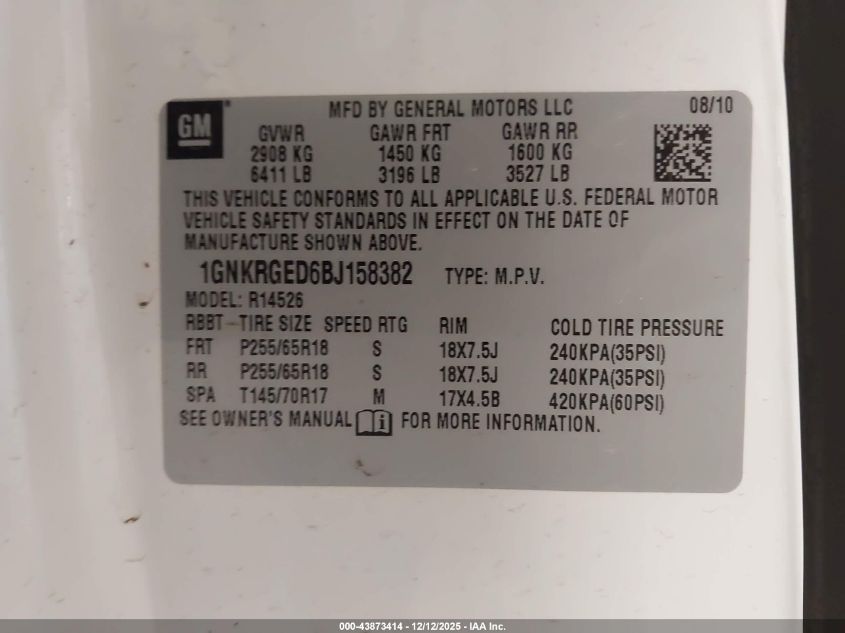 GM
MFD BY GENERAL MOTORS LLC 08/10
GVWR GAWR FRT GAWR RR
2908 KG 1450 KG 1600 KG
6411 LB 3196 LB 3527 LB
THIS VEHICLE CONFORMS TO ALL APPLICABLE U.S. FEDERAL MOTOR
VEHICLE SAFETY STANDARDS IN EFFECT ON THE DATE OF
MANUFACTURE SHOWN ABOVE.
1GNKRGED6BJ158382 TYPE: M.P.V.
MODEL: R14526
RBBT TIRE SIZE SPEED RTG RIM COLD TIRE PRESSURE
FRT P255/65R18 S 18X7.5J 240KPA(35PSI)
RR P255/65R18 S 18X7.5J 240KPA(35PSI)
SPA T145/70R17 M 17X4.5B 420KPA(60PSI)
SEE OWNER'S MANUAL FOR MORE INFORMATION.
000-43873414 - 12/12/2025 - IAA Inc.